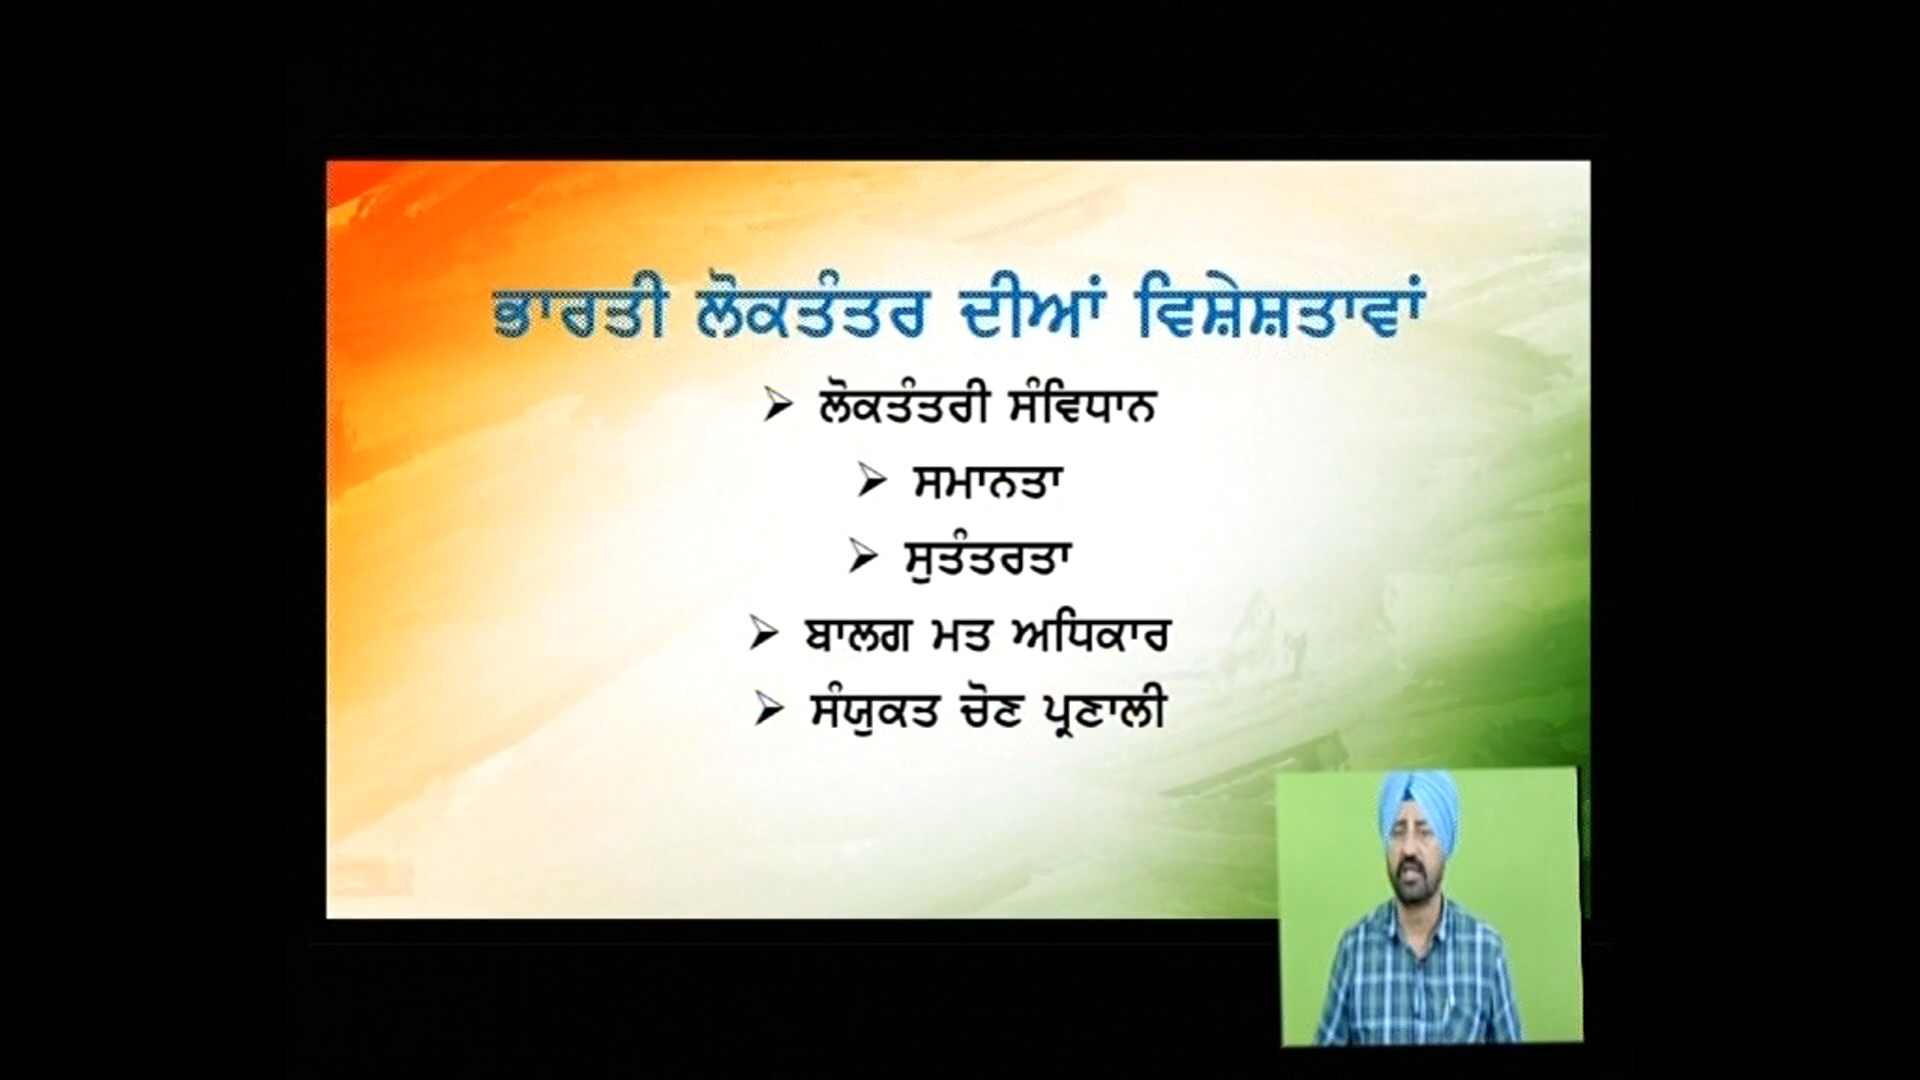 ਭਾਰਤੀ ਲੋਕਤੰਤਰ ਦੀਆਂ ਵਿਸ਼ੇਸ਼ਤਾਵਾਂ
➢ ਲੋਕਤੰਤਰੀ ਸੰਵਿਧਾਨ
➢ ਸਮਾਨਤਾ
➢ ਸੁਤੰਤਰਤਾ
➢ ਬਾਲਗ ਮਤ ਅਧਿਕਾਰ
➢ ਸੰਯੁਕਤ ਚੋਣ ਪ੍ਰਣਾਲੀ